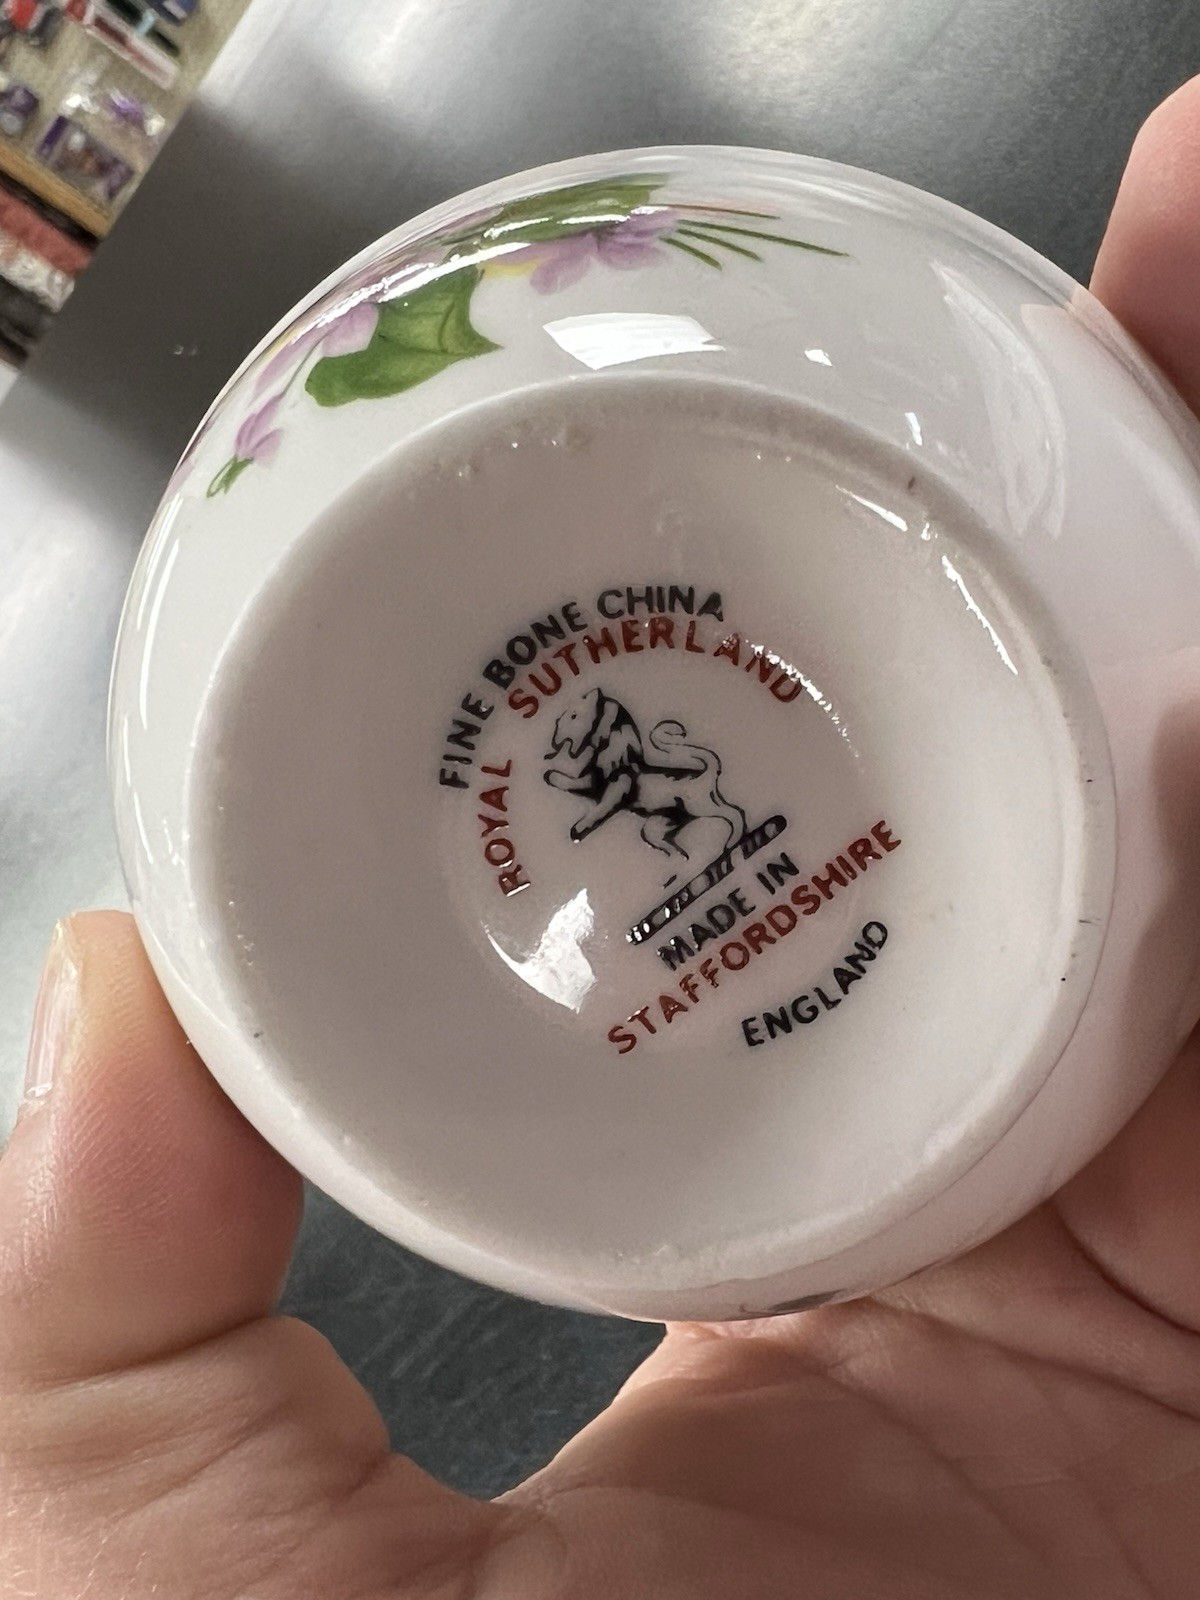 FINE BONE CHINA
ROYAL SUTHERLAND
MADE IN
STAFFORDSHIRE
ENGLAND